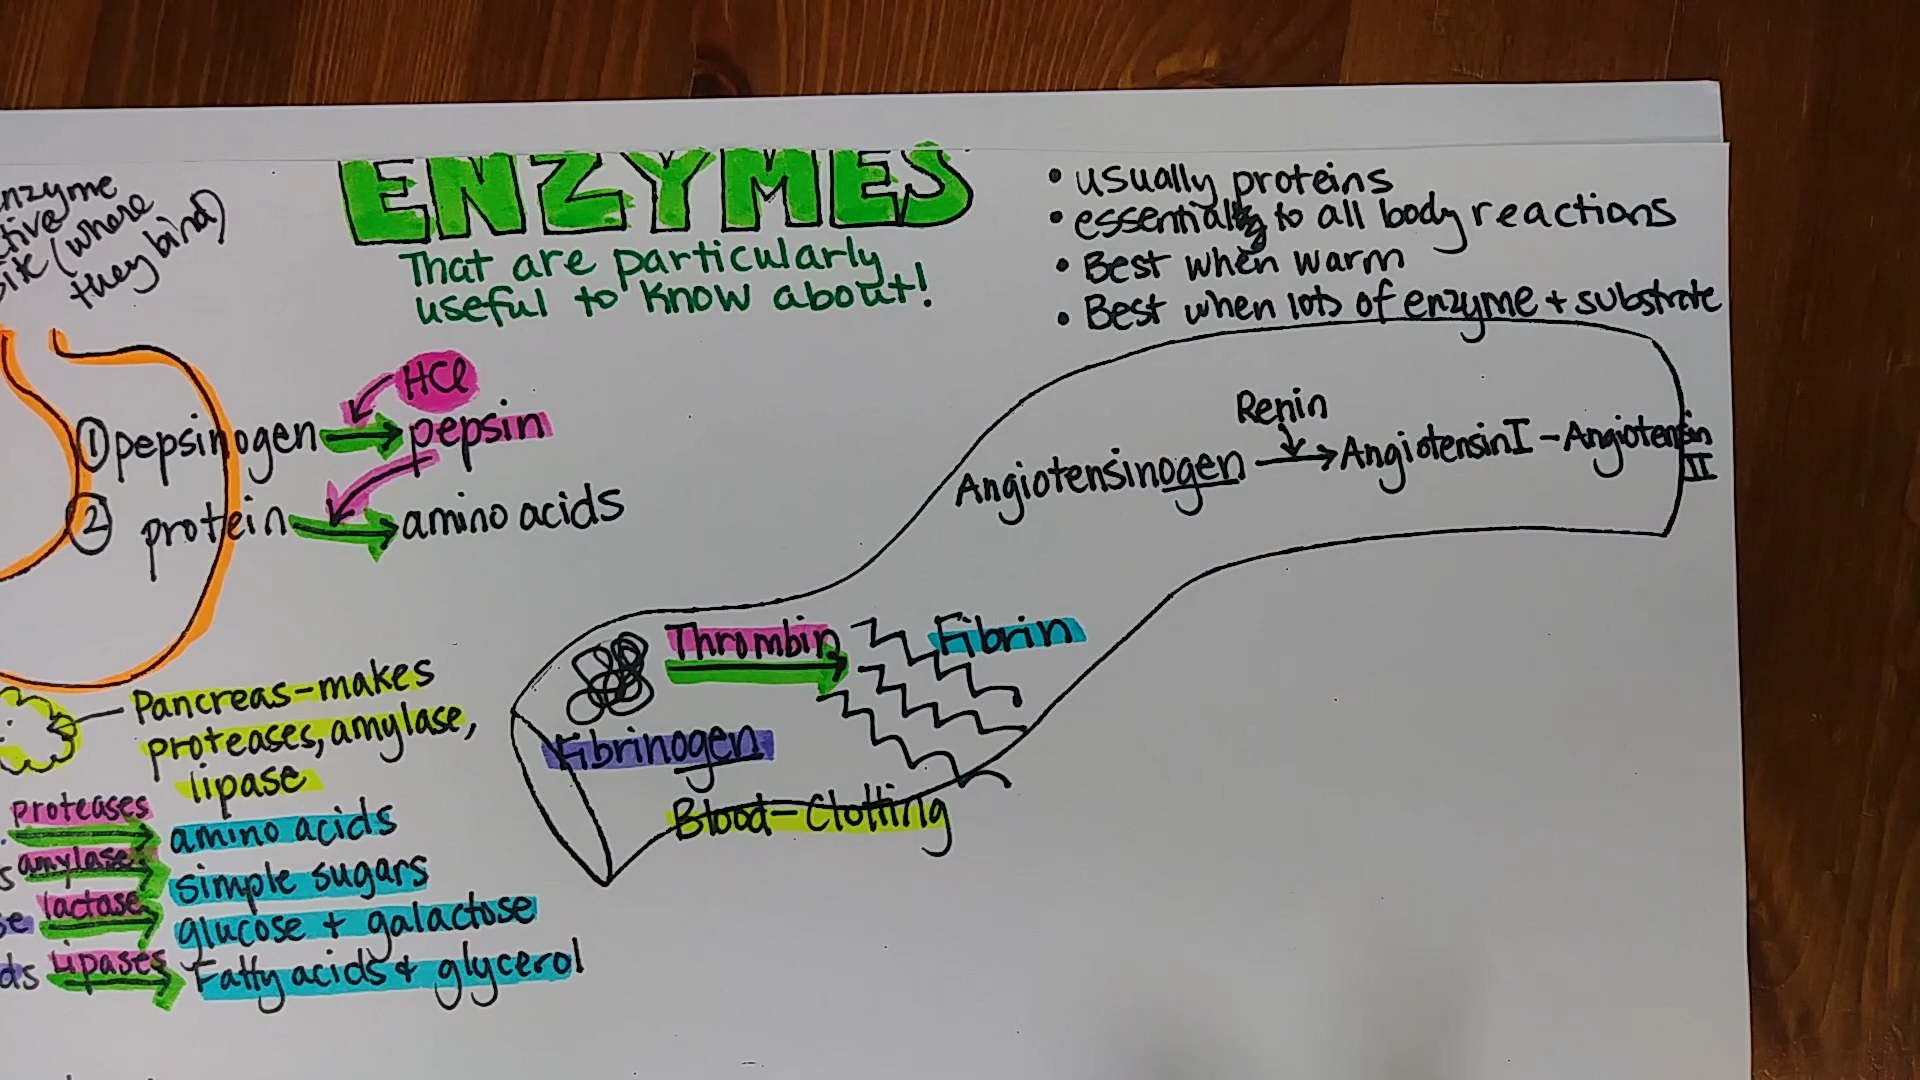 ENZYMES
That are particularly
useful to know about!
• usually proteins
• essential to all body reactions
• Best when warm
• Best when lots of enzyme + substrate
enzyme
(where
they bind)
HCl
① pepsinogen → pepsin
② protein → amino acids
Renin
Angiotensinogen → Angiotensin I – Angiotensin
II
Thrombin
Fibrin
Fibrinogen
Blood-Clotting
Pancreas-makes
proteases, amylase,
lipase
proteases
amino acids
amylase
simple sugars
lactase
glucose + galactose
Lipases
Fatty acids + glycerol